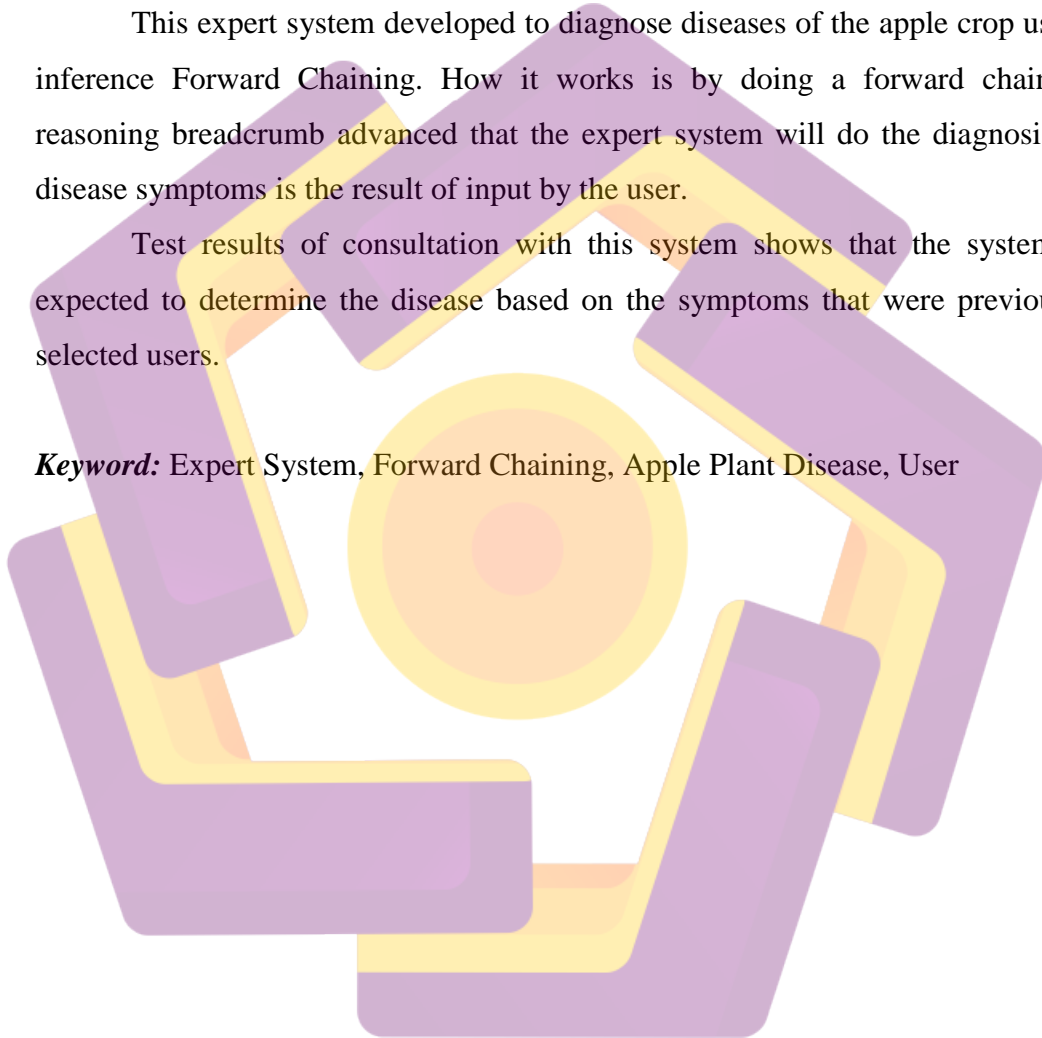 This expert system developed to diagnose diseases of the apple crop us
inference Forward Chaining. How it works is by doing a forward chain
reasoning breadcrumb advanced that the expert system will do the diagnosi
disease symptoms is the result of input by the user.
Test results of consultation with this system shows that the system
expected to determine the disease based on the symptoms that were previou
selected users.
Keyword: Expert System, Forward Chaining, Apple Plant Disease, User